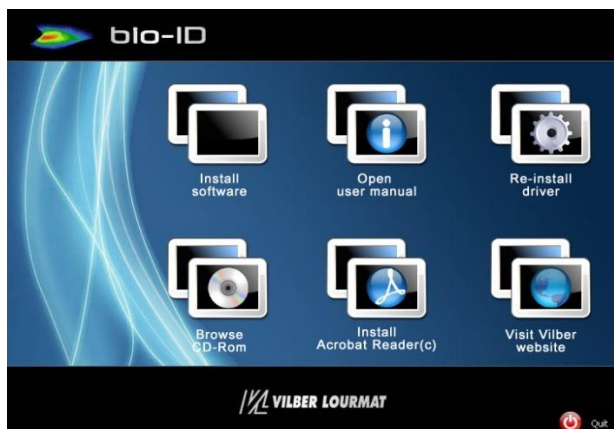 bio-ID
Install
software
Open
user manual
Re-install
driver
Browse
CD-Rom
Install
Acrobat Reader(c)
Visit Vilber
website
VILBER LOURMAT
Quit